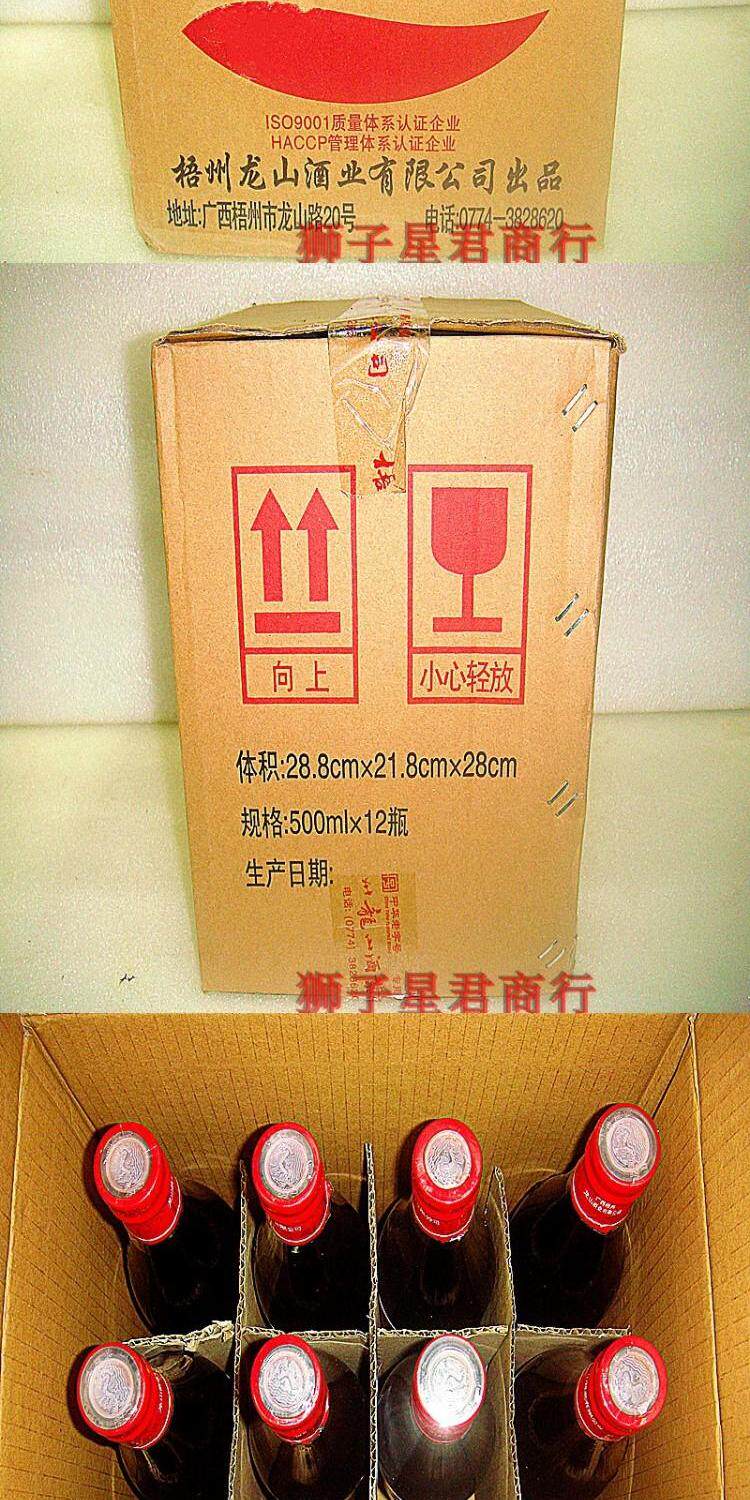 ISO9001质量体系认证企业
HACCP管理体系认证企业
梧州龙山酒业有限公司出品
地址:广西梧州市龙山路20号 电话:0774-3828620
狮子星君商行
司
梧
向上
小心轻放
体积:28.8cm×21.8cm×28cm
规格:500ml×12瓶
生产日期:
狮子星君商行